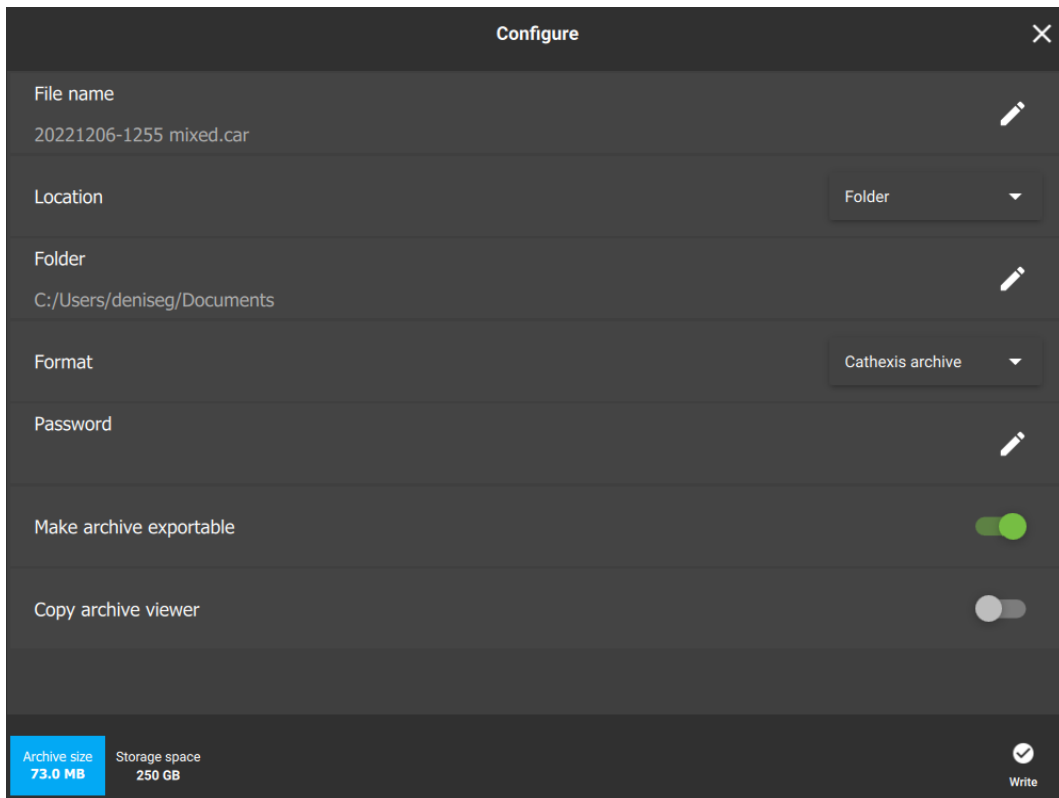 Configure
File name
20221206-1255 mixed.car
Location
Folder
Folder
C:/Users/deniseg/Documents
Format
Cathexis archive
Password
Make archive exportable
Copy archive viewer
Archive size
73.0 MB
Storage space
250 GB
Write